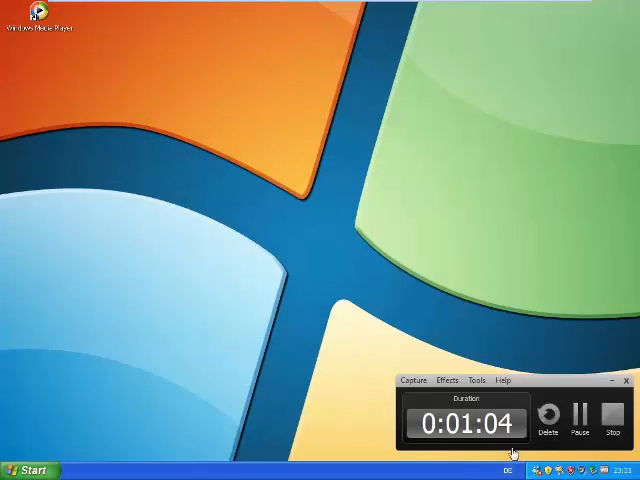 Windows Media Player
Capture Effects Tools Help
Duration
0:01:04
Delete Pause Stop
Start
DE
23:33